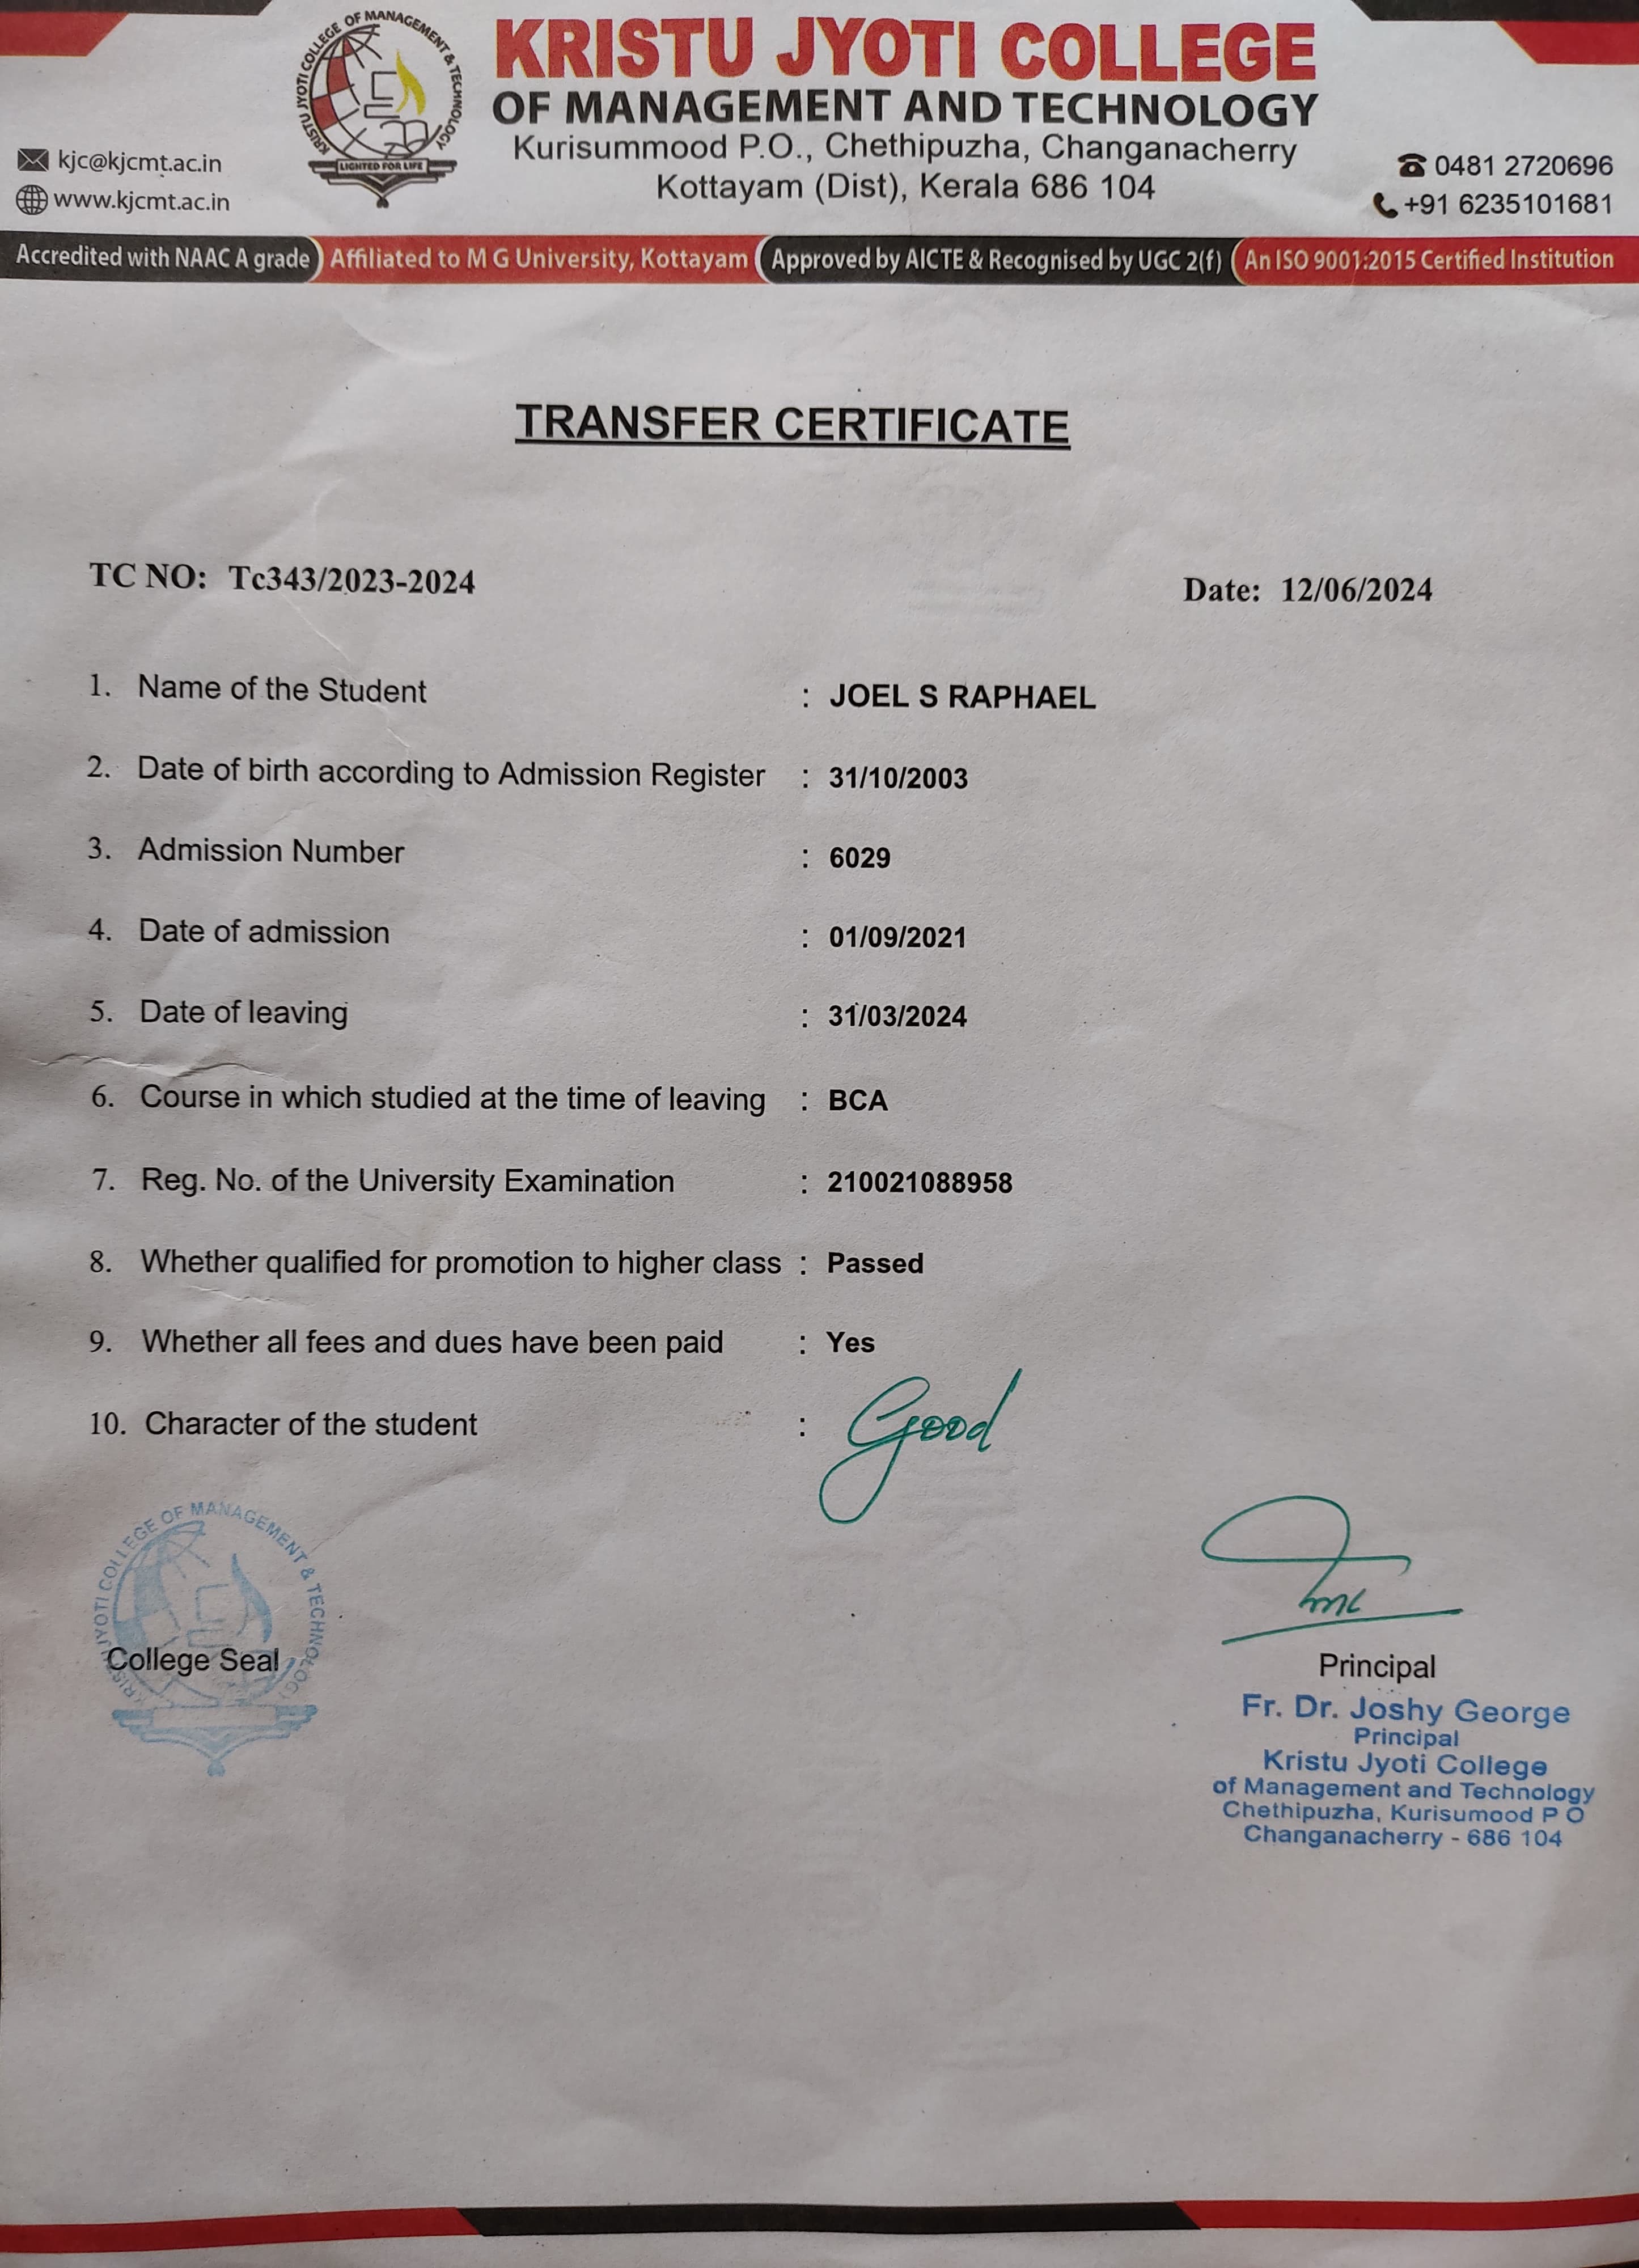 KRISTU JYOTI COLLEGE OF MANAGEMENT & TECHNOLOGY
LIGHTED FOR LIFE
KRISTU JYOTI COLLEGE
OF MANAGEMENT AND TECHNOLOGY
Kurisummood P.O., Chethipuzha, Changanacherry
Kottayam (Dist), Kerala 686 104
kjc@kjcmt.ac.in
www.kjcmt.ac.in
0481 2720696
+91 6235101681
Accredited with NAAC A grade Affiliated to M G University, Kottayam Approved by AICTE & Recognised by UGC 2(f) An ISO 9001:2015 Certified Institution
TRANSFER CERTIFICATE
TC NO: Tc343/2023-2024 Date: 12/06/2024
1. Name of the Student : JOEL S RAPHAEL
2. Date of birth according to Admission Register : 31/10/2003
3. Admission Number : 6029
4. Date of admission : 01/09/2021
5. Date of leaving : 31/03/2024
6. Course in which studied at the time of leaving : BCA
7. Reg. No. of the University Examination : 210021088958
8. Whether qualified for promotion to higher class : Passed
9. Whether all fees and dues have been paid : Yes
10. Character of the student : Good
KRISTU JYOTI COLLEGE OF MANAGEMENT & TECHNOLOGY
College Seal
Principal
Fr. Dr. Joshy George
Principal
Kristu Jyoti College
of Management and Technology
Chethipuzha, Kurisumood P O
Changanacherry - 686 104